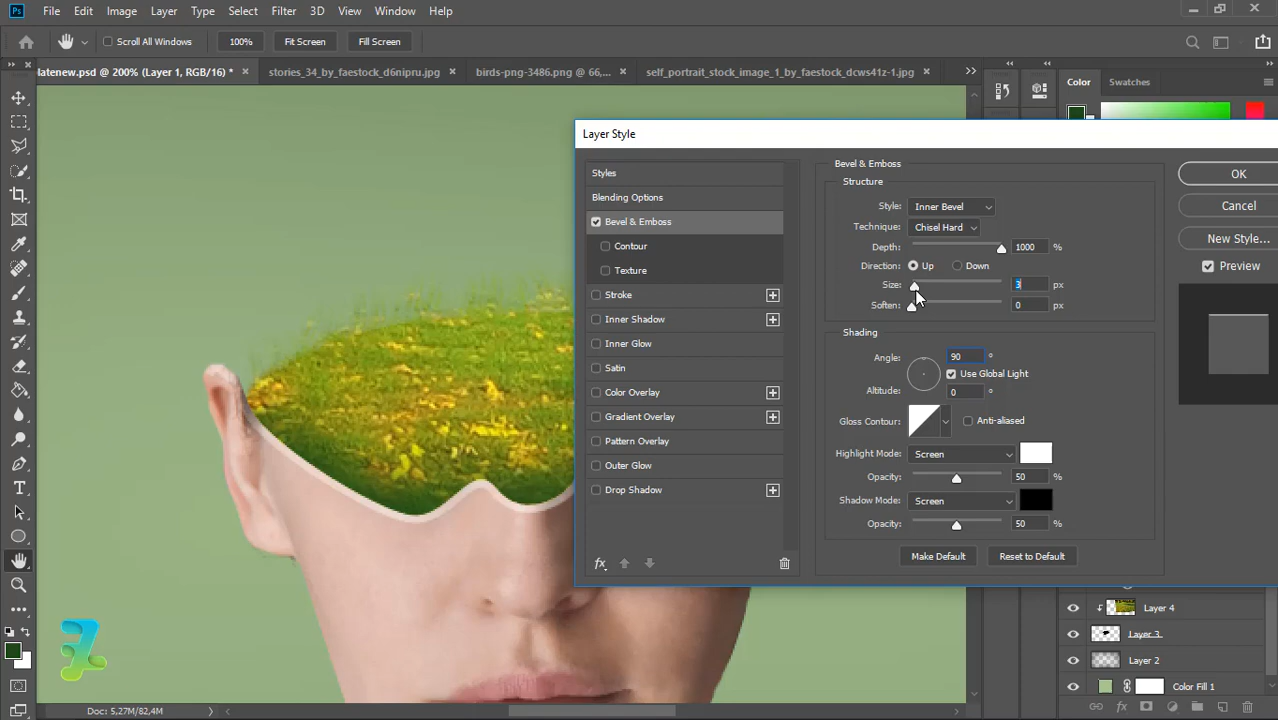 Ps File Edit Image Layer Type Select Filter 3D View Window Help
Scroll All Windows 100% Fit Screen Fill Screen
latenew.psd @ 200% (Layer 1, RGB/16) * × stories_34_by_faestock_d6nipru.jpg × birds-png-3486.png @ 66,... × self_portrait_stock_image_1_by_faestock_dcws41z-1.jpg ×
Color Swatches
Layer Style
Styles
Blending Options
Bevel & Emboss
Contour
Texture
Stroke
Inner Shadow
Inner Glow
Satin
Color Overlay
Gradient Overlay
Pattern Overlay
Outer Glow
Drop Shadow
fx
Bevel & Emboss
Structure
Style: Inner Bevel
Technique: Chisel Hard
Depth: 1000 %
Direction: Up Down
Size: 3 px
Soften: 0 px
Shading
Angle: 90 °
Use Global Light
Altitude: 0 °
Gloss Contour: Anti-aliased
Highlight Mode: Screen
Opacity: 50 %
Shadow Mode: Screen
Opacity: 50 %
Make Default Reset to Default
OK
Cancel
New Style...
Preview
Layer 4
Layer 3
Layer 2
Color Fill 1
fx
Doc: 5,27M/82,4M